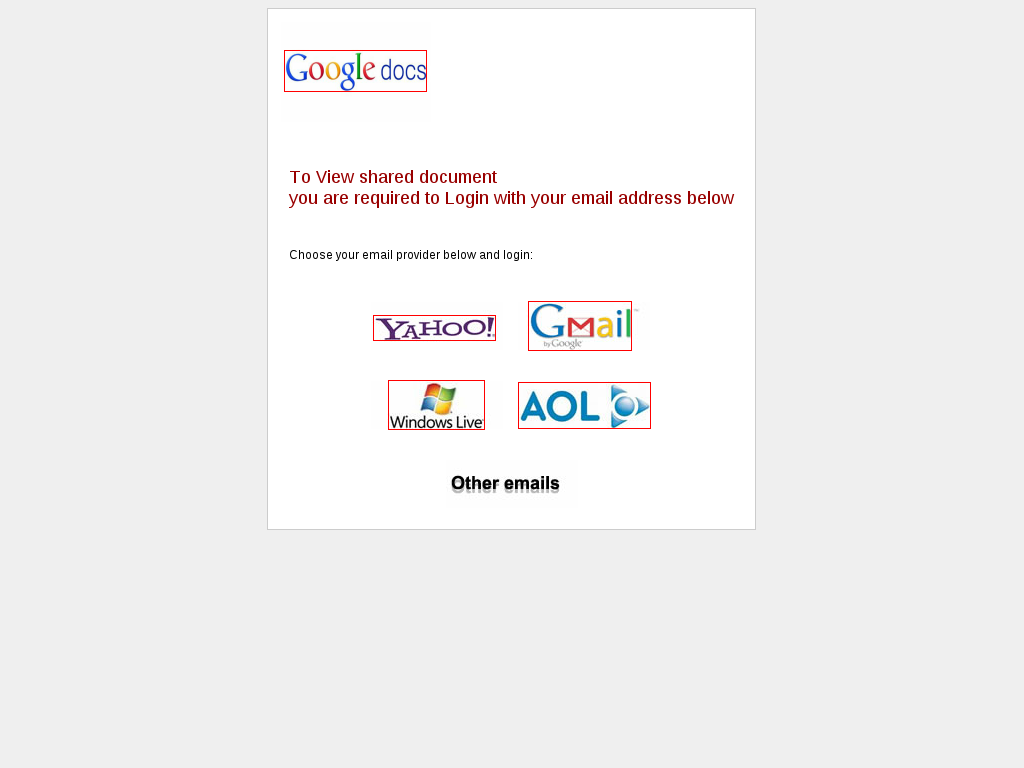 Google docs
To View shared document
you are required to Login with your email address below
Choose your email provider below and login:
YAHOO!
Gmail™
by Google
Windows Live
AOL
Other emails